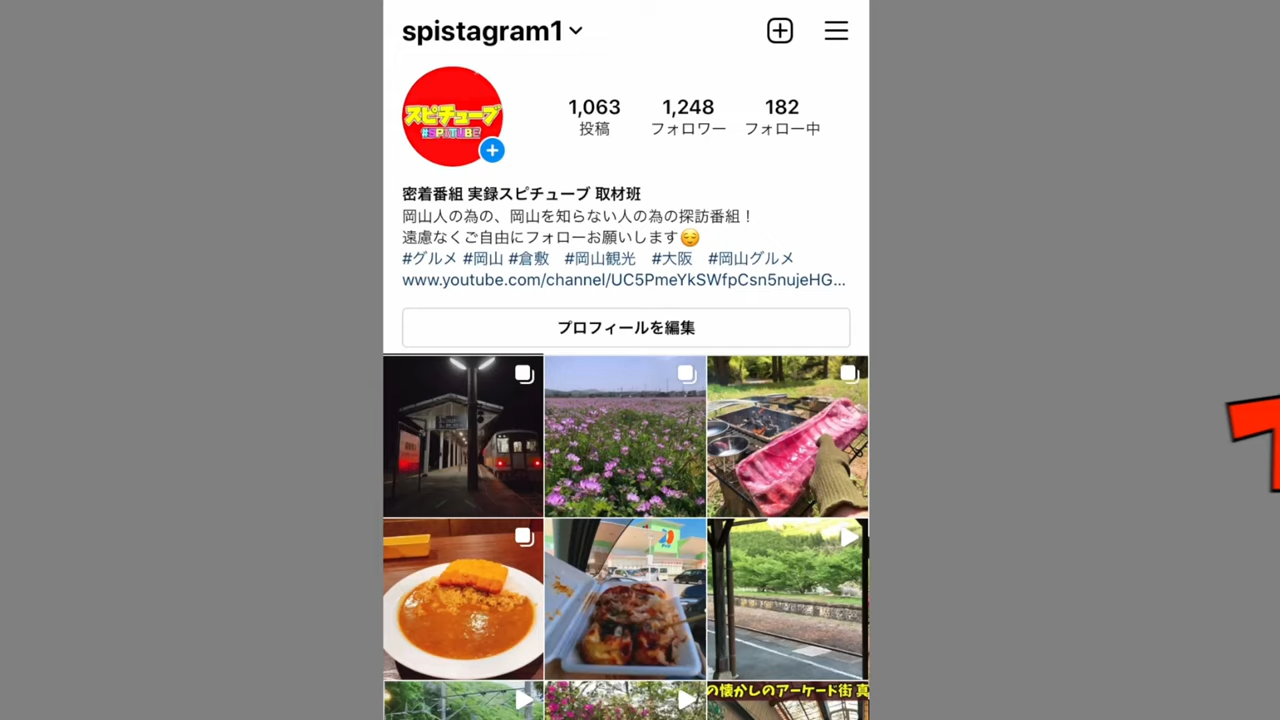 spistagram1
スピチューブ
#SPITUBE
1,063
投稿
1,248
フォロワー
182
フォロー中
密着番組 実録スピチューブ 取材班
岡山人の為の、岡山を知らない人の為の探訪番組！
遠慮なくご自由にフォローお願いします😌
#グルメ #岡山 #倉敷　#岡山観光　#大阪　#岡山グルメ
www.youtube.com/channel/UC5PmeYkSWfpCsn5nujeHG...
プロフィールを編集
の懐かしのアーケード街 真